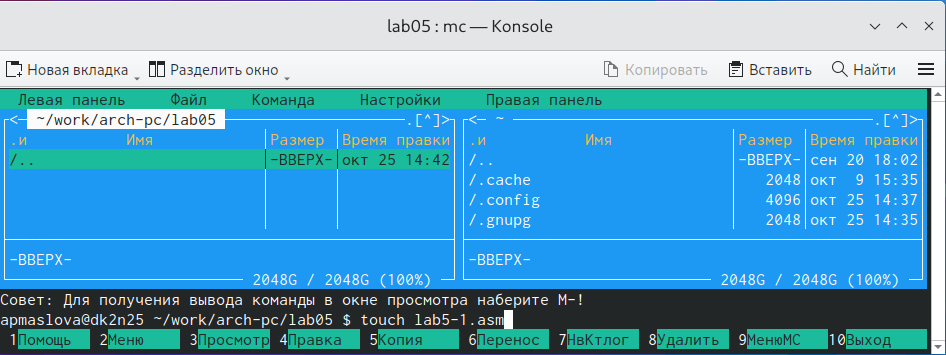 lab05 : mc — Konsole
Новая вкладка Разделить окно Копировать Вставить Найти
Левая панель Файл Команда Настройки Правая панель
<─ ~/work/arch-pc/lab05 .[^]> <─ ~ .[^]>
.и Имя Размер Время правки .и Имя Размер Время правки
/.. -ВВЕРХ- окт 25 14:42 /.. -ВВЕРХ- сен 20 18:02
/.cache 2048 окт 9 15:35
/.config 4096 окт 25 14:37
/.gnupg 2048 окт 25 14:35
-ВВЕРХ- -ВВЕРХ-
2048G / 2048G (100%) 2048G / 2048G (100%)
Совет: Для получения вывода команды в окне просмотра наберите M-!
apmaslova@dk2n25 ~/work/arch-pc/lab05 $ touch lab5-1.asm
1Помощь 2Меню 3Просмотр 4Правка 5Копия 6Перенос 7НвКтлог 8Удалить 9МенюМС 10Выход